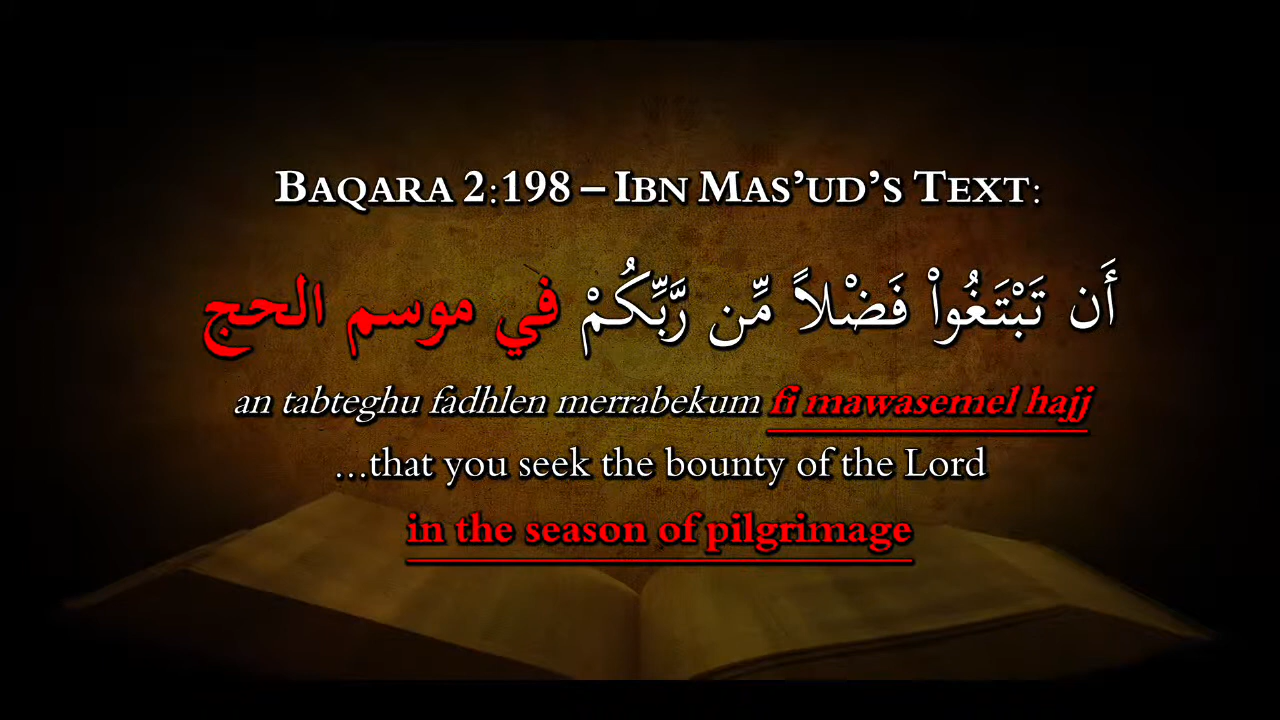 BAQARA 2:198 – IBN MAS’UD’S TEXT:
أَن تَبْتَغُواْ فَضْلاً مِّن رَّبِّكُمْ في موسم الحج
an tabteghu fadhlen merrabekum fi mawasemel hajj
...that you seek the bounty of the Lord
in the season of pilgrimage